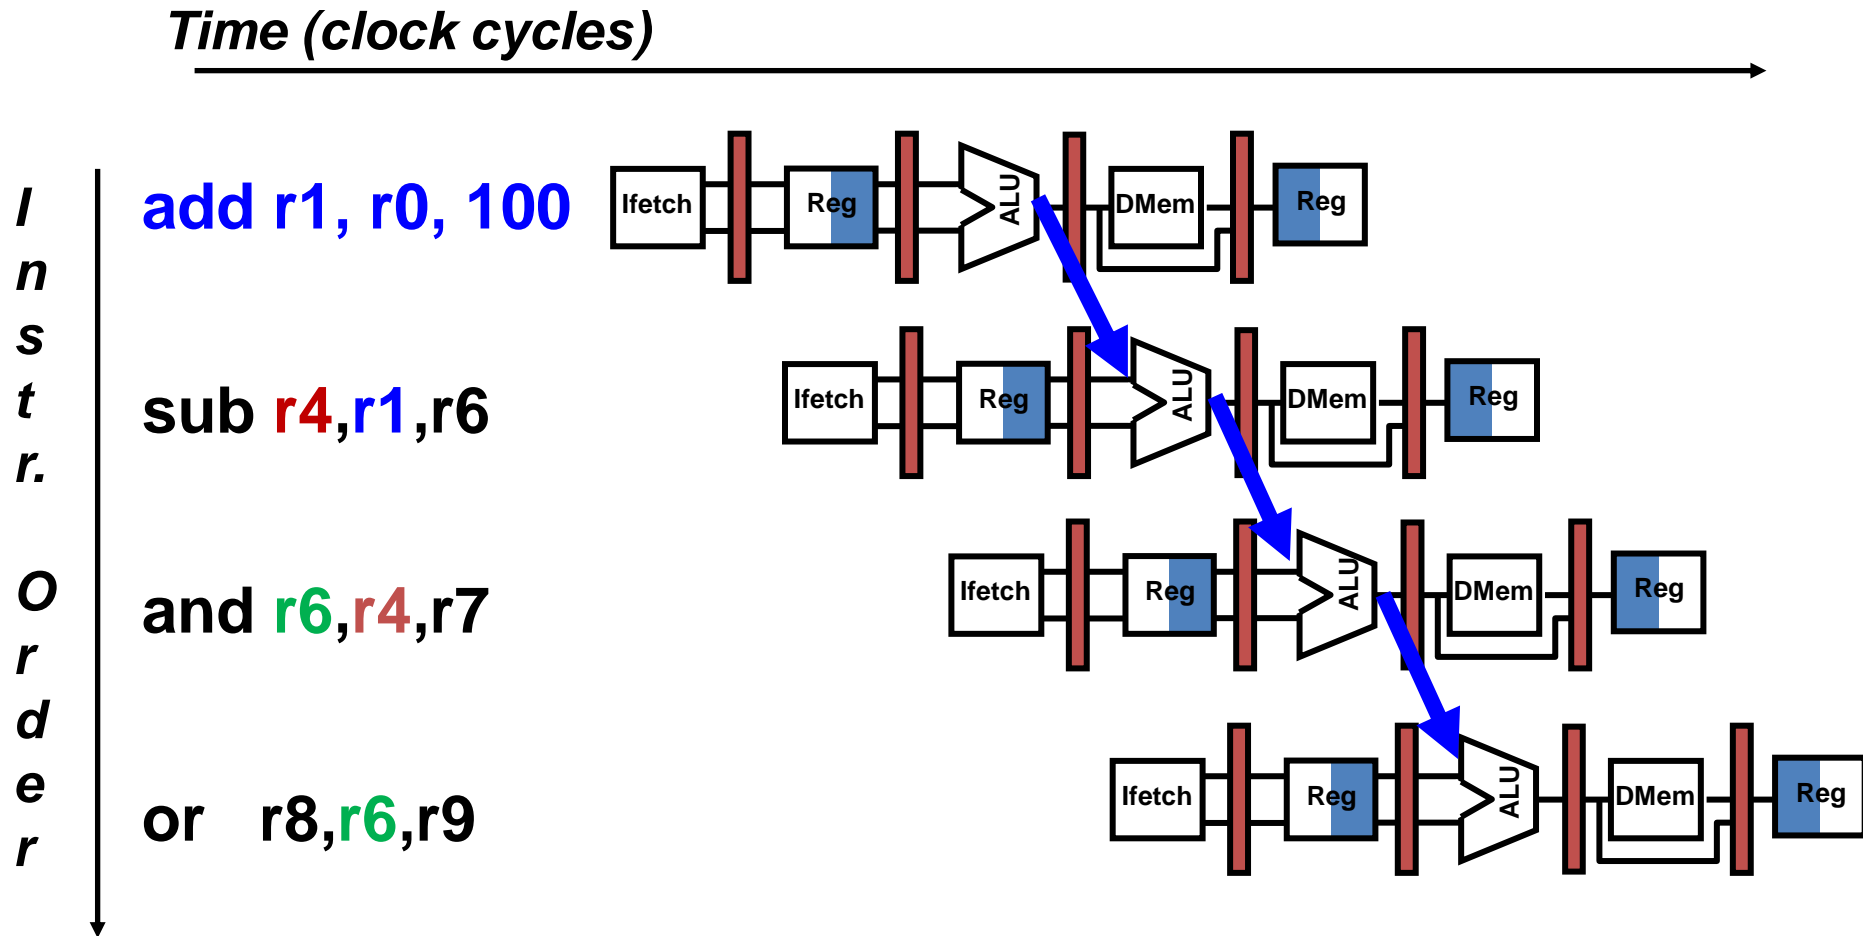 Time (clock cycles)
Instr. Order
add r1, r0, 100
Ifetch Reg ALU DMem Reg
sub r4,r1,r6
Ifetch Reg ALU DMem Reg
and r6,r4,r7
Ifetch Reg ALU DMem Reg
or r8,r6,r9
Ifetch Reg ALU DMem Reg